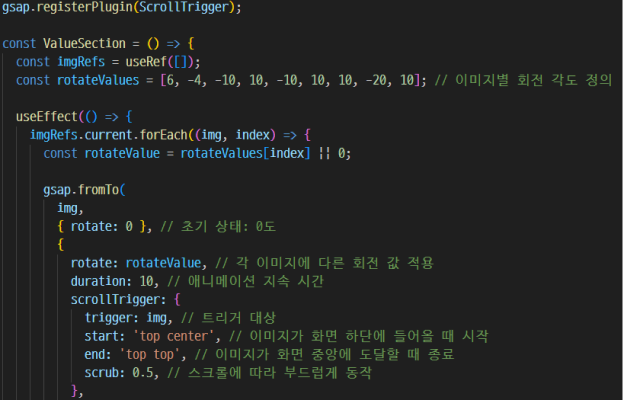 gsap.registerPlugin(ScrollTrigger);
const ValueSection = () => {
const imgRefs = useRef([]);
const rotateValues = [6, -4, -10, 10, -10, 10, 10, -20, 10]; // 이미지별 회전 각도 정의
useEffect(() => {
imgRefs.current.forEach((img, index) => {
const rotateValue = rotateValues[index] || 0;
gsap.fromTo(
img,
{ rotate: 0 }, // 초기 상태: 0도
{
rotate: rotateValue, // 각 이미지에 다른 회전 값 적용
duration: 10, // 애니메이션 지속 시간
scrollTrigger: {
trigger: img, // 트리거 대상
start: 'top center', // 이미지가 화면 하단에 들어올 때 시작
end: 'top top', // 이미지가 화면 중앙에 도달할 때 종료
scrub: 0.5, // 스크롤에 따라 부드럽게 동작
},